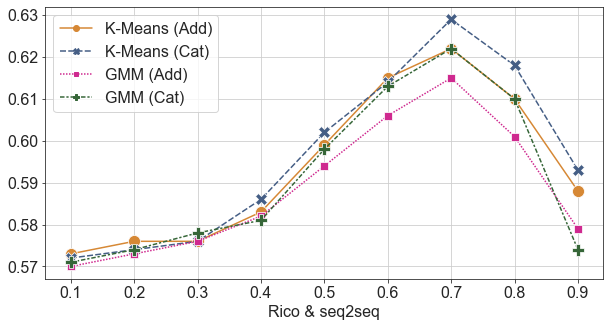 0.63
0.62
0.61
0.60
0.59
0.58
0.57
K-Means (Add)
K-Means (Cat)
GMM (Add)
GMM (Cat)
0.1 0.2 0.3 0.4 0.5 0.6 0.7 0.8 0.9
Rico & seq2seq